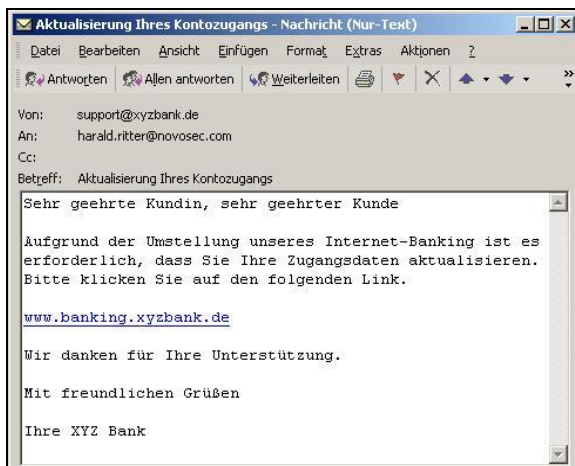 Aktualisierung Ihres Kontozugangs - Nachricht (Nur-Text)
Datei Bearbeiten Ansicht Einfügen Format Extras Aktionen ?
Antworten Allen antworten Weiterleiten
Von: support@xyzbank.de
An: harald.ritter@novosec.com
Cc:
Betreff: Aktualisierung Ihres Kontozugangs
Sehr geehrte Kundin, sehr geehrter Kunde
Aufgrund der Umstellung unseres Internet-Banking ist es
erforderlich, dass Sie Ihre Zugangsdaten aktualisieren.
Bitte klicken Sie auf den folgenden Link.
www.banking.xyzbank.de
Wir danken für Ihre Unterstützung.
Mit freundlichen Grüßen
Ihre XYZ Bank